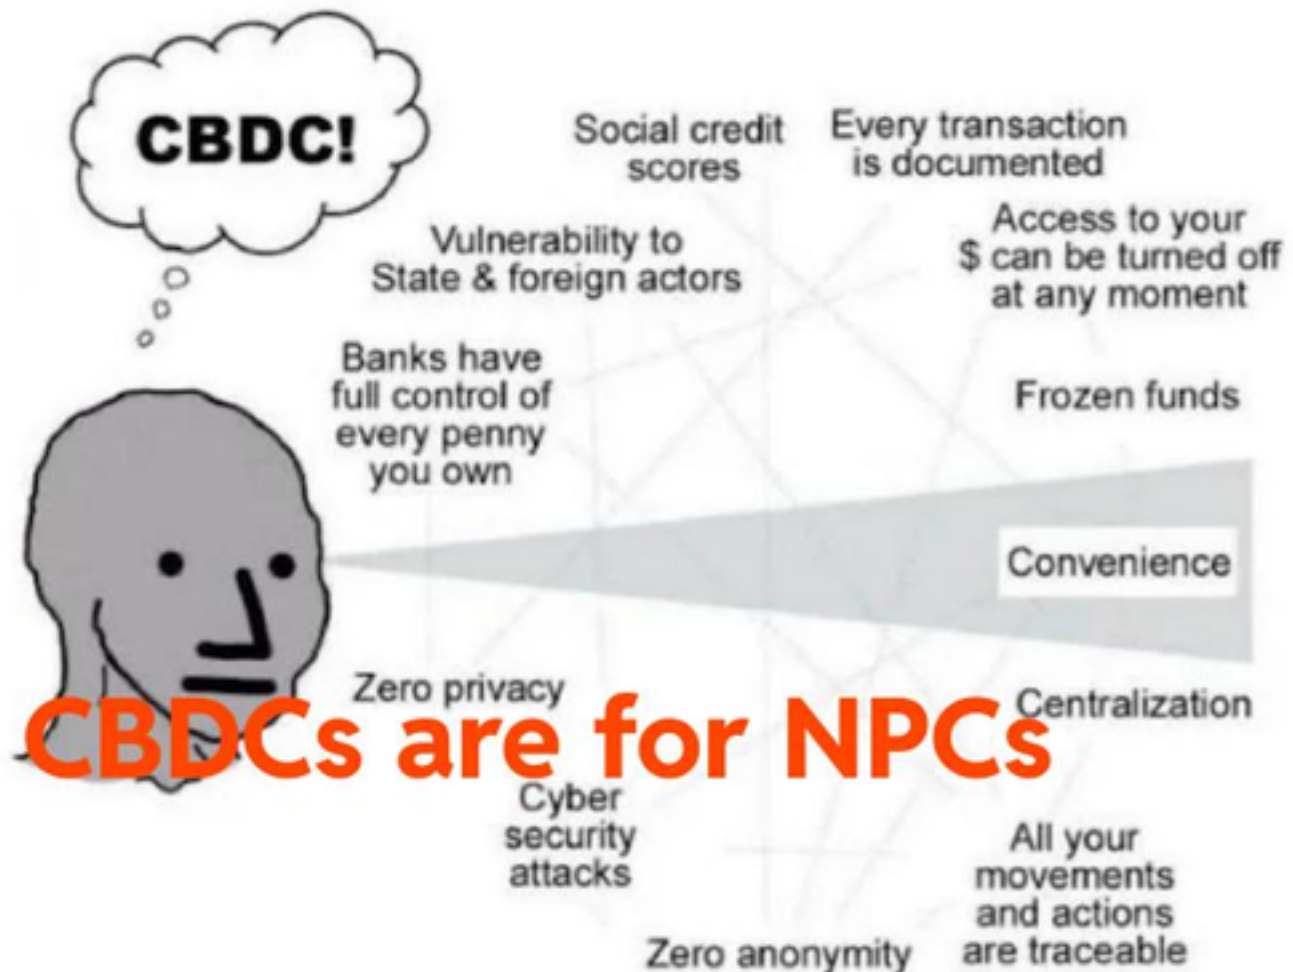 CBDC!
Social credit
scores
Every transaction
is documented
Vulnerability to
State & foreign actors
Access to your
$ can be turned off
at any moment
Banks have
full control of
every penny
you own
Frozen funds
Convenience
Zero privacy
Centralization
CBDCs are for NPCs
Cyber
security
attacks
All your
movements
and actions
are traceable
Zero anonymity